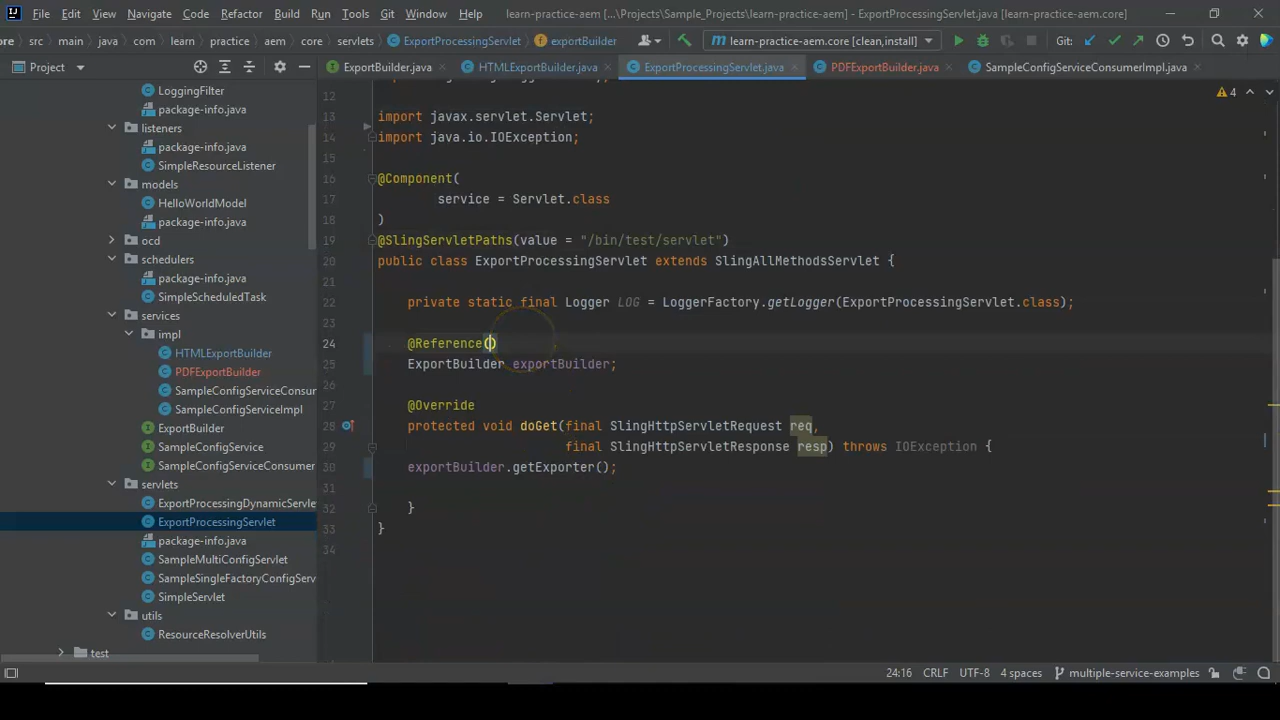 File Edit View Navigate Code Refactor Build Run Tools Git Window Help learn-practice-aem [...\Projects\Sample_Projects\learn-practice-aem] - ExportProcessingServlet.java [learn-practice-aem.core]
ore src main java com learn practice aem core servlets ExportProcessingServlet exportBuilder learn-practice-aem.core [clean,install] Git:
Project ExportBuilder.java HTMLExportBuilder.java ExportProcessingServlet.java PDFExportBuilder.java SampleConfigServiceConsumerImpl.java
LoggingFilter
package-info.java
listeners
package-info.java
SimpleResourceListener
models
HelloWorldModel
package-info.java
ocd
schedulers
package-info.java
SimpleScheduledTask
services
impl
HTMLExportBuilder
PDFExportBuilder
SampleConfigServiceConsur
SampleConfigServiceImpl
ExportBuilder
SampleConfigService
SampleConfigServiceConsumer
servlets
ExportProcessingDynamicServle
ExportProcessingServlet
package-info.java
SampleMultiConfigServlet
SampleSingleFactoryConfigServ
SimpleServlet
utils
ResourceResolverUtils
test
4
12
13 import javax.servlet.Servlet;
14 import java.io.IOException;
15
16 @Component(
17 service = Servlet.class
18 )
19 @SlingServletPaths(value = "/bin/test/servlet")
20 public class ExportProcessingServlet extends SlingAllMethodsServlet {
21
22 private static final Logger LOG = LoggerFactory.getLogger(ExportProcessingServlet.class);
23
24 @Reference()
25 ExportBuilder exportBuilder;
26
27 @Override
28 protected void doGet(final SlingHttpServletRequest req,
29 final SlingHttpServletResponse resp) throws IOException {
30 exportBuilder.getExporter();
31
32 }
33 }
34
24:16 CRLF UTF-8 4 spaces multiple-service-examples